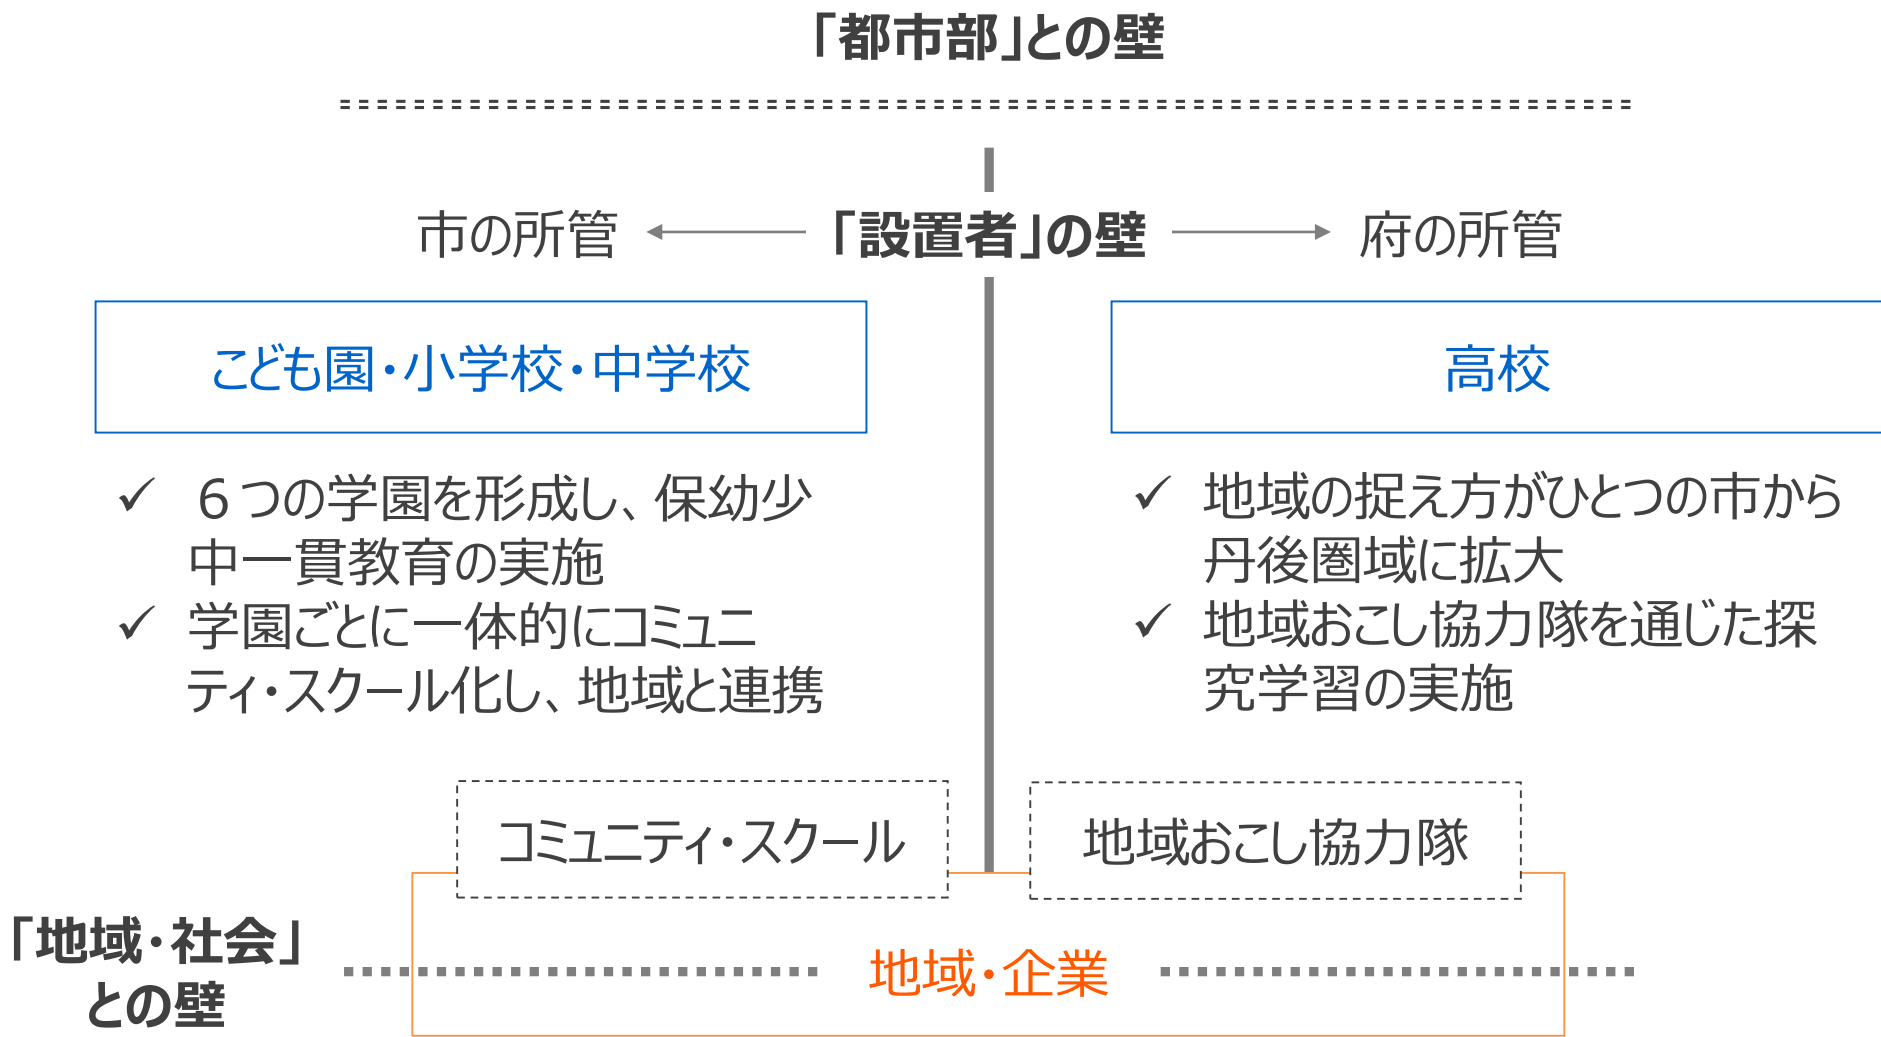 「都市部」との壁
市の所管
「設置者」の壁
府の所管
こども園・小学校・中学校
✓ ６つの学園を形成し、保幼少
中一貫教育の実施
✓ 学園ごとに一体的にコミュニ
ティ・スクール化し、地域と連携
高校
✓ 地域の捉え方がひとつの市から
丹後圏域に拡大
✓ 地域おこし協力隊を通じた探
究学習の実施
コミュニティ・スクール
地域おこし協力隊
「地域・社会」
との壁
地域・企業